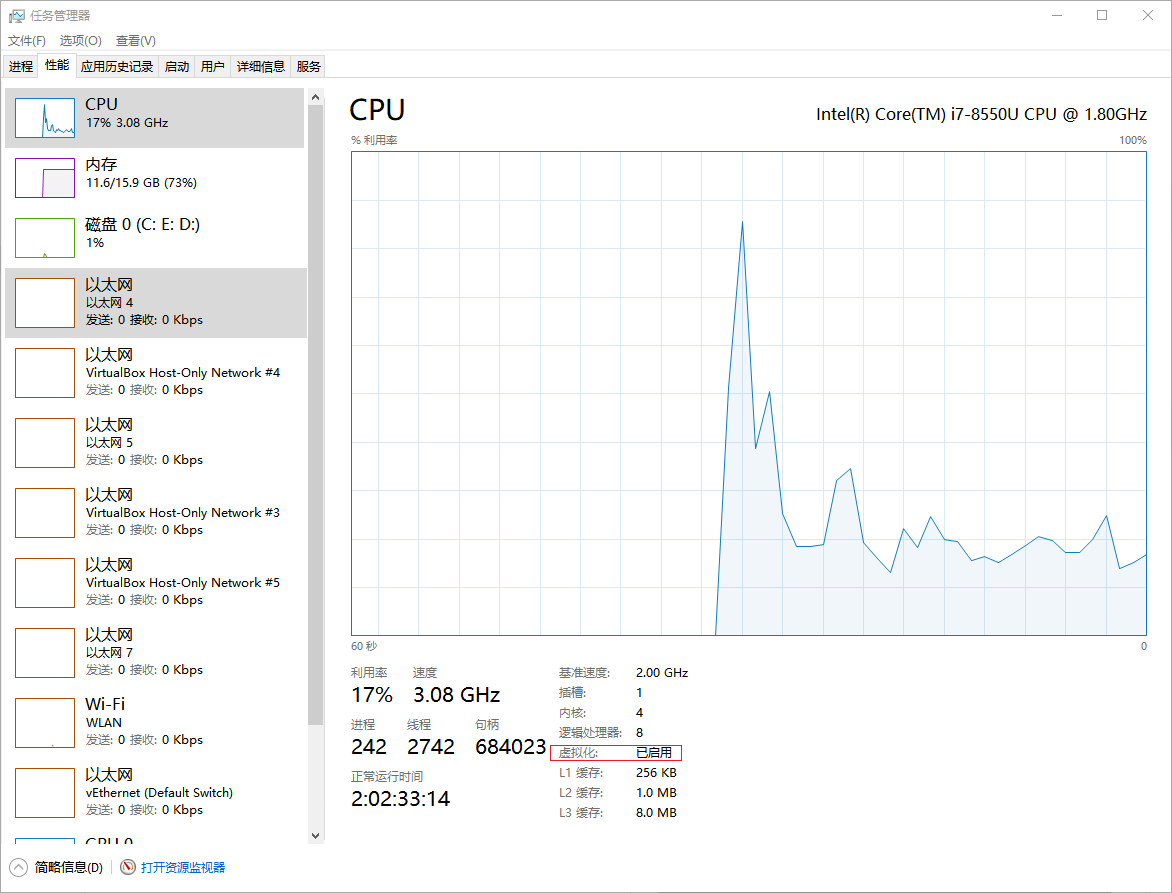 任务管理器
文件(F) 选项(O) 查看(V)
进程 性能 应用历史记录 启动 用户 详细信息 服务
CPU
17% 3.08 GHz
内存
11.6/15.9 GB (73%)
磁盘 0 (C: E: D:)
1%
以太网
以太网 4
发送: 0 接收: 0 Kbps
以太网
VirtualBox Host-Only Network #4
发送: 0 接收: 0 Kbps
以太网
以太网 5
发送: 0 接收: 0 Kbps
以太网
VirtualBox Host-Only Network #3
发送: 0 接收: 0 Kbps
以太网
VirtualBox Host-Only Network #5
发送: 0 接收: 0 Kbps
以太网
以太网 7
发送: 0 接收: 0 Kbps
Wi-Fi
WLAN
发送: 0 接收: 0 Kbps
以太网
vEthernet (Default Switch)
发送: 0 接收: 0 Kbps
GPU 0
CPU
Intel(R) Core(TM) i7-8550U CPU @ 1.80GHz
% 利用率 100%
60 秒 0
利用率 速度
17% 3.08 GHz
进程 线程 句柄
242 2742 684023
正常运行时间
2:02:33:14
基准速度: 2.00 GHz
插槽: 1
内核: 4
逻辑处理器: 8
虚拟化: 已启用
L1 缓存: 256 KB
L2 缓存: 1.0 MB
L3 缓存: 8.0 MB
简略信息(D) 打开资源监视器